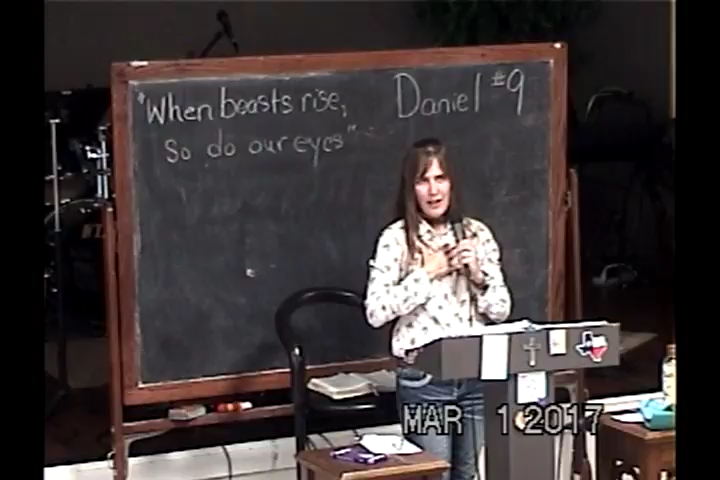 "When beasts rise,
So do our eyes"
Daniel #9
MAR 1 2017